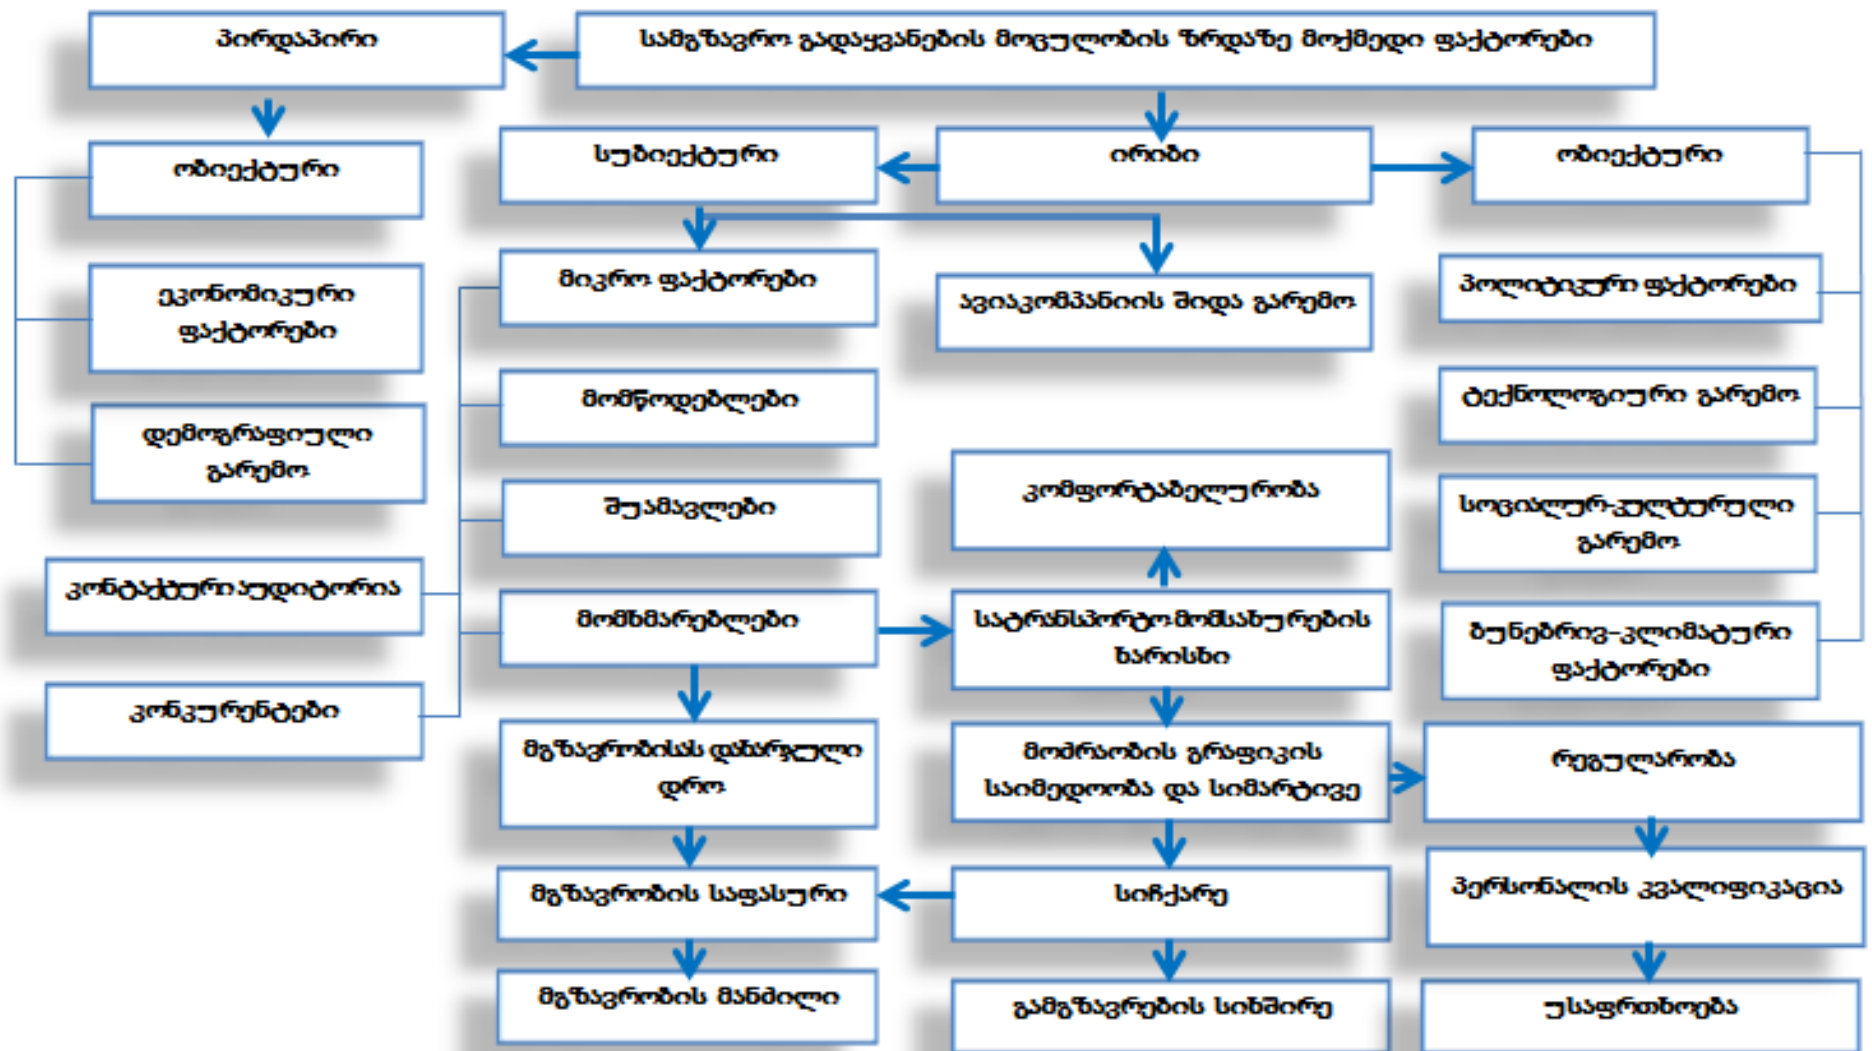 პირდაპირი
სამგზავრო გადაყვანების მოცულობის ზრდაზე მოქმედი ფაქტორები
სუბიექტური
ირიბი
ობიექტური
ობიექტური
მიკრო ფაქტორები
ავიაკომპანიის შიდა გარემო
პოლიტიკური ფაქტორები
ეკონომიკური
ფაქტორები
მომწოდებლები
ტექნოლოგიური გარემო
დემოგრაფიული
გარემო
შუამავლები
კომფორტაბელურობა
სოციალურ-კულტურული
გარემო
კონტაქტური აუდიტორია
მომხმარებლები
სატრანსპორტო მომსახურების
ხარისხი
ბუნებრივ-კლიმატური
ფაქტორები
კონკურენტები
მგზავრობისას დახარჯული
დრო
მოძრაობის გრაფიკის
საიმედოობა და სიმარტივე
რეგულარობა
მგზავრობის საფასური
სიჩქარე
პერსონალის კვალიფიკაცია
მგზავრობის მანძილი
გამგზავრების სიხშირე
უსაფრთხოება